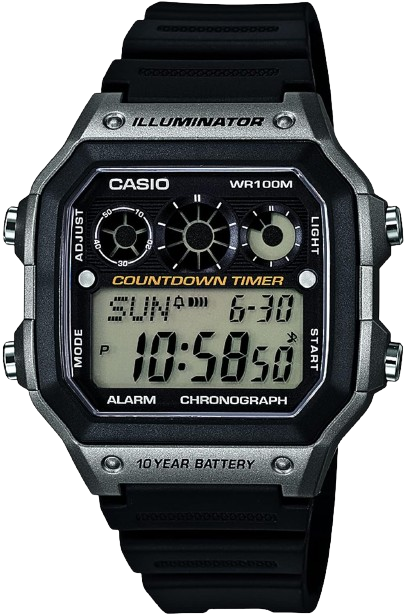 ILLUMINATOR
CASIO WR100M
ADJUST
LIGHT
50 10
40 20
30
COUNTDOWN TIMER
SUN 6-30
MODE
START
P 10:58 50
ALARM CHRONOGRAPH
10 YEAR BATTERY